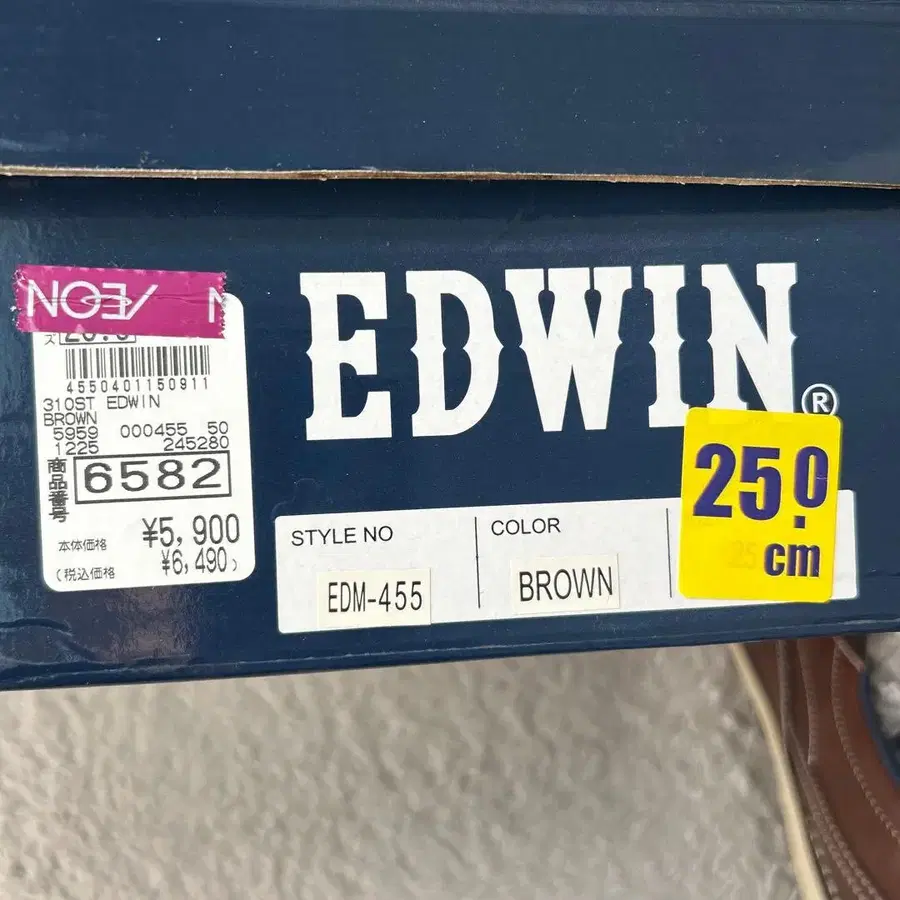 AEON
4550401150911
310ST EDWIN
BROWN
5959 000455 50
1225 245280
商品番号 6582
本体価格 ¥5,900
(税込価格 ¥6,490)
EDWIN®
STYLE NO
EDM-455
COLOR
BROWN
25.0
cm